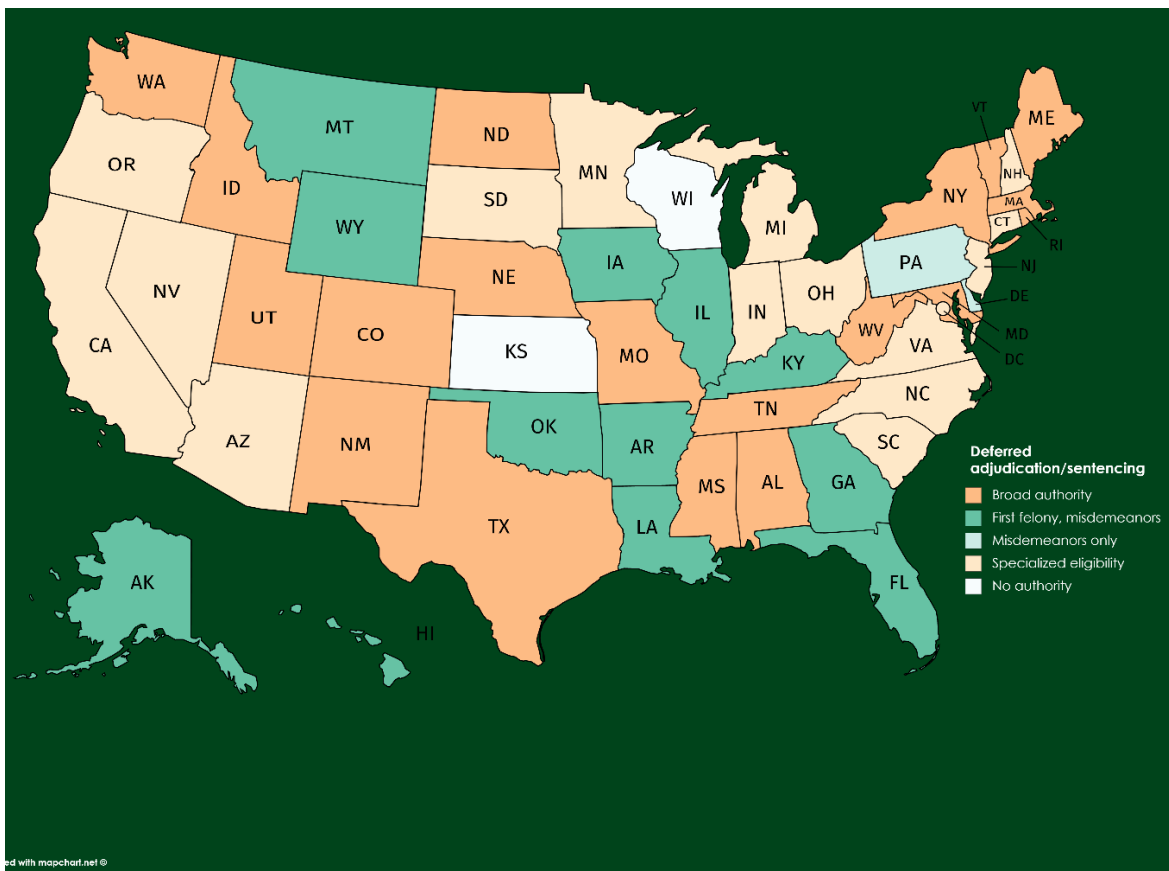 WA
MT
ND
MN
ME
VT
OR
ID
SD
WI
MI
NY
NH
MA
CT
RI
WY
IA
PA
NJ
NE
NV
UT
CO
IL
IN
OH
DE
MD
DC
CA
KS
MO
WV
VA
KY
NC
AZ
NM
OK
TN
AR
SC
MS
AL
GA
TX
LA
FL
AK
HI
Deferred
adjudication/sentencing
Broad authority
First felony, misdemeanors
Misdemeanors only
Specialized eligibility
No authority
ed with mapchart.net ©